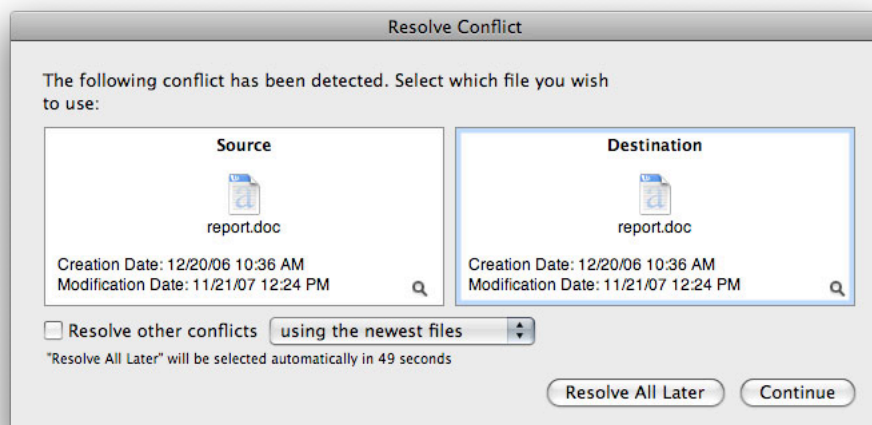 Resolve Conflict
The following conflict has been detected. Select which file you wish
to use:
Source
report.doc
Creation Date: 12/20/06 10:36 AM
Modification Date: 11/21/07 12:24 PM
Destination
report.doc
Creation Date: 12/20/06 10:36 AM
Modification Date: 11/21/07 12:24 PM
Resolve other conflicts using the newest files
"Resolve All Later" will be selected automatically in 49 seconds
Resolve All Later Continue